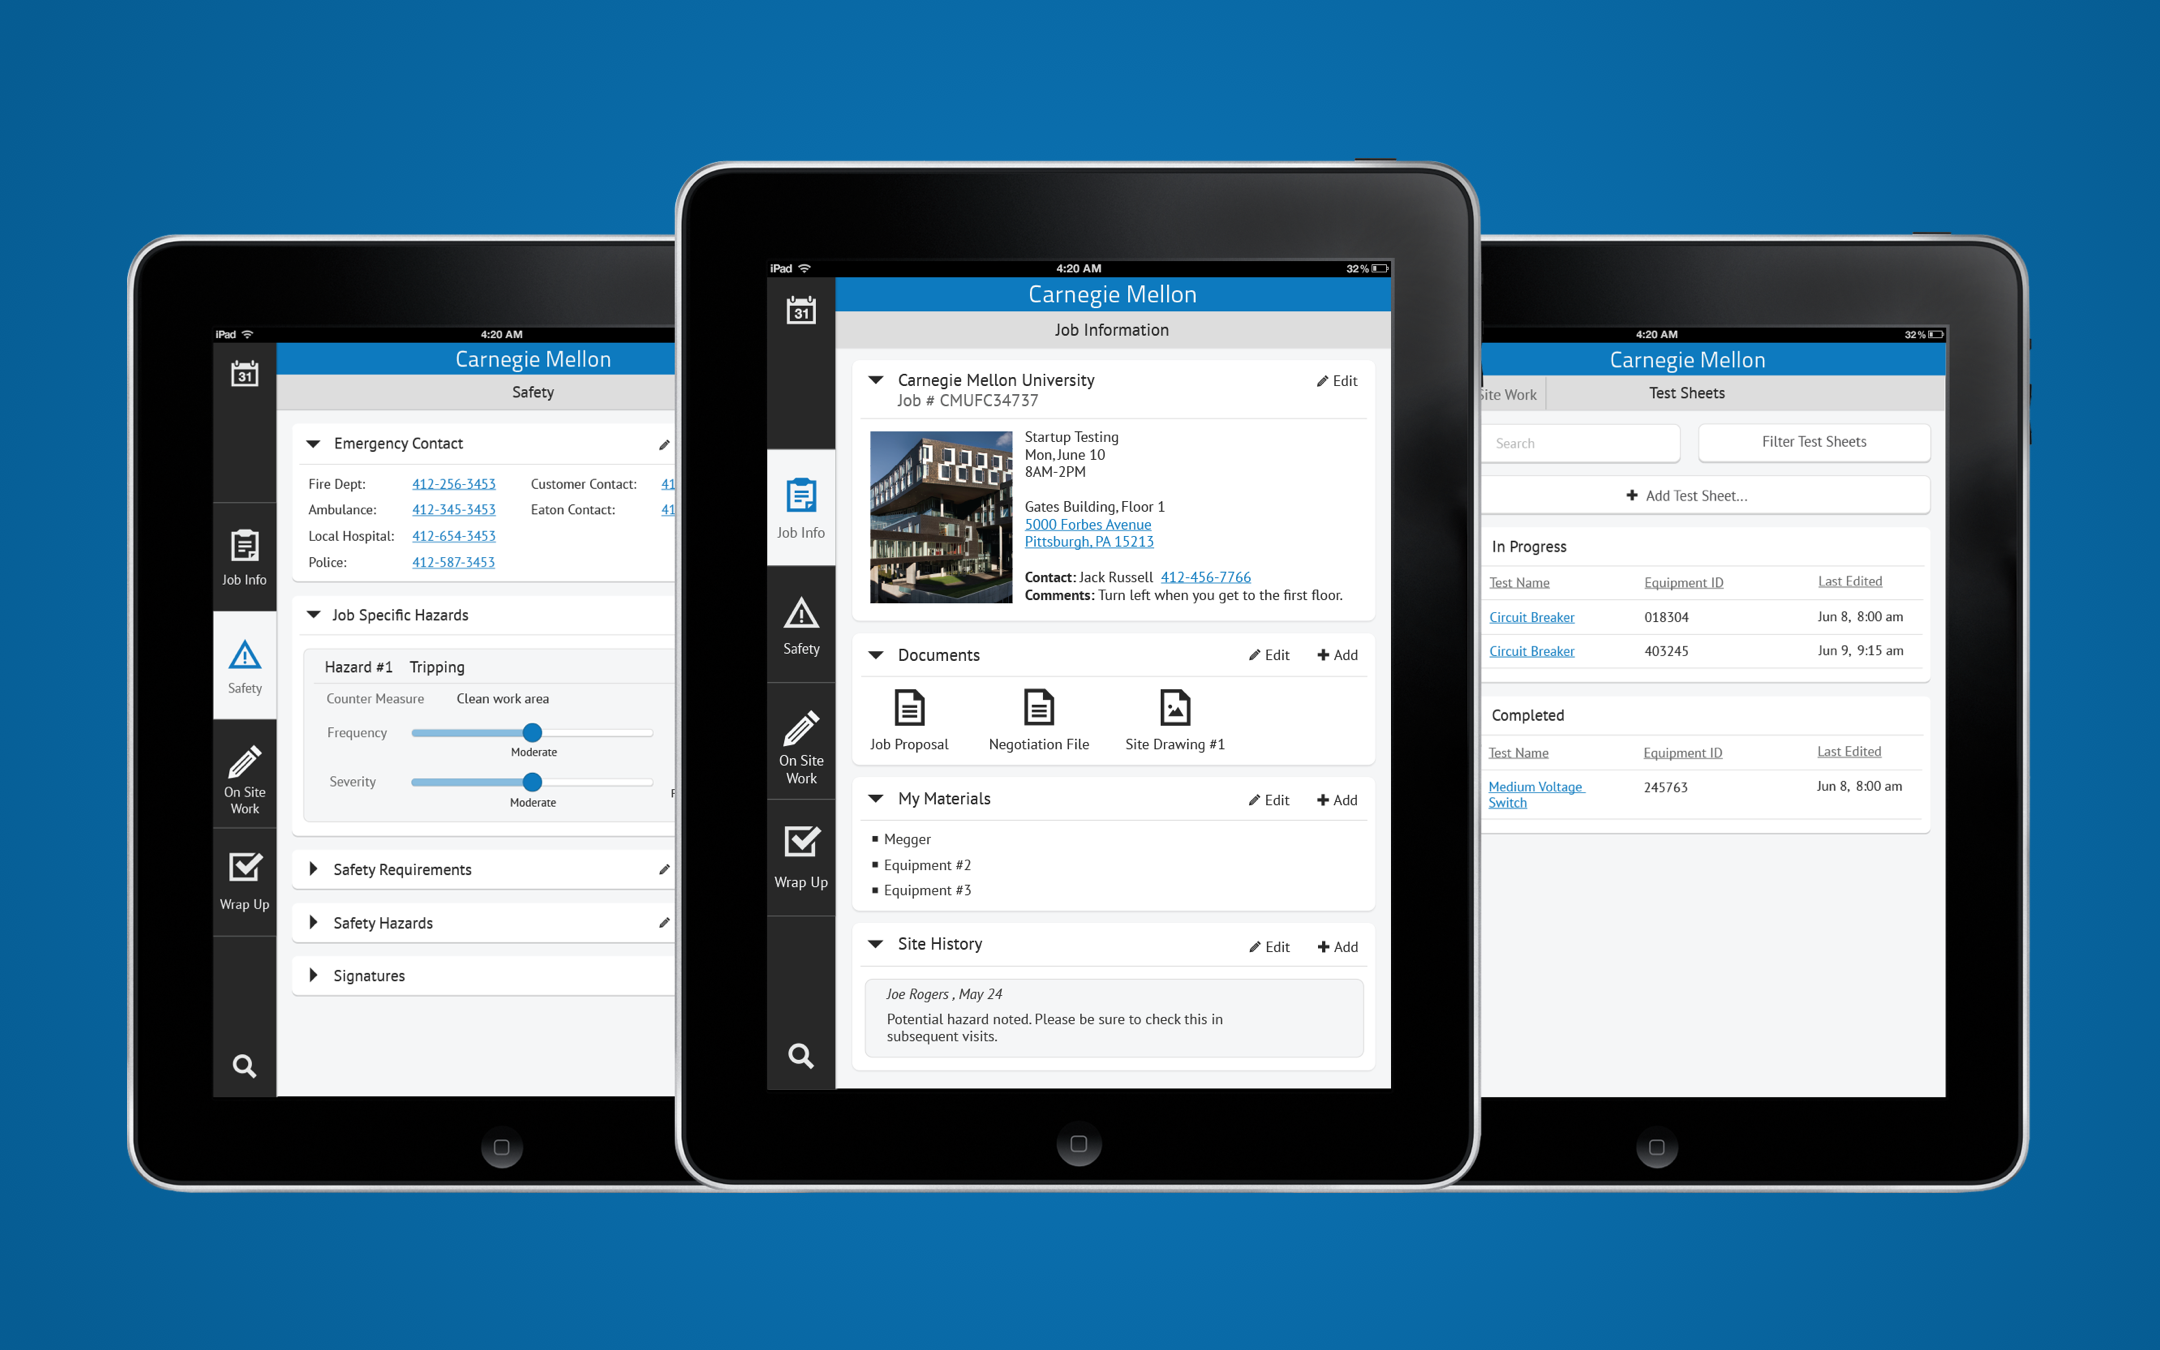 iPad
4:20 AM
31
Carnegie Mellon
Safety
Emergency Contact
Fire Dept: 412-256-3453 Customer Contact: 41
Ambulance: 412-345-3453 Eaton Contact: 41
Local Hospital: 412-654-3453
Police: 412-587-3453
Job Info
Job Specific Hazards
Hazard #1 Tripping
Counter Measure Clean work area
Safety
Frequency
Moderate
Severity
Moderate
On Site
Work
Safety Requirements
Wrap Up
Safety Hazards
Signatures
iPad
4:20 AM
32%
31
Carnegie Mellon
Job Information
Carnegie Mellon University
Edit
Job # CMUFC34737
Startup Testing
Mon, June 10
8AM-2PM
Job Info
Gates Building, Floor 1
5000 Forbes Avenue
Pittsburgh, PA 15213
Contact: Jack Russell 412-456-7766
Comments: Turn left when you get to the first floor.
Safety
Documents
Edit
Add
Job Proposal
Negotiation File
Site Drawing #1
On Site
Work
My Materials
Edit
Add
Megger
Equipment #2
Equipment #3
Wrap Up
Site History
Edit
Add
Joe Rogers , May 24
Potential hazard noted. Please be sure to check this in
subsequent visits.
4:20 AM
32%
Carnegie Mellon
Site Work
Test Sheets
Search
Filter Test Sheets
Add Test Sheet...
In Progress
Test Name Equipment ID Last Edited
Circuit Breaker 018304 Jun 8, 8:00 am
Circuit Breaker 403245 Jun 9, 9:15 am
Completed
Test Name Equipment ID Last Edited
Medium Voltage 245763 Jun 8, 8:00 am
Switch